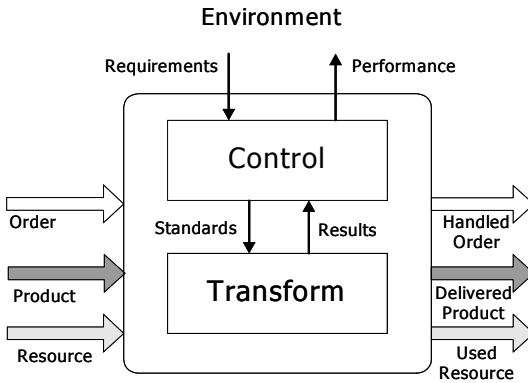 Environment
Requirements
Performance
Control
Order
Standards
Results
Handled
Order
Product
Transform
Delivered
Product
Resource
Used
Resource